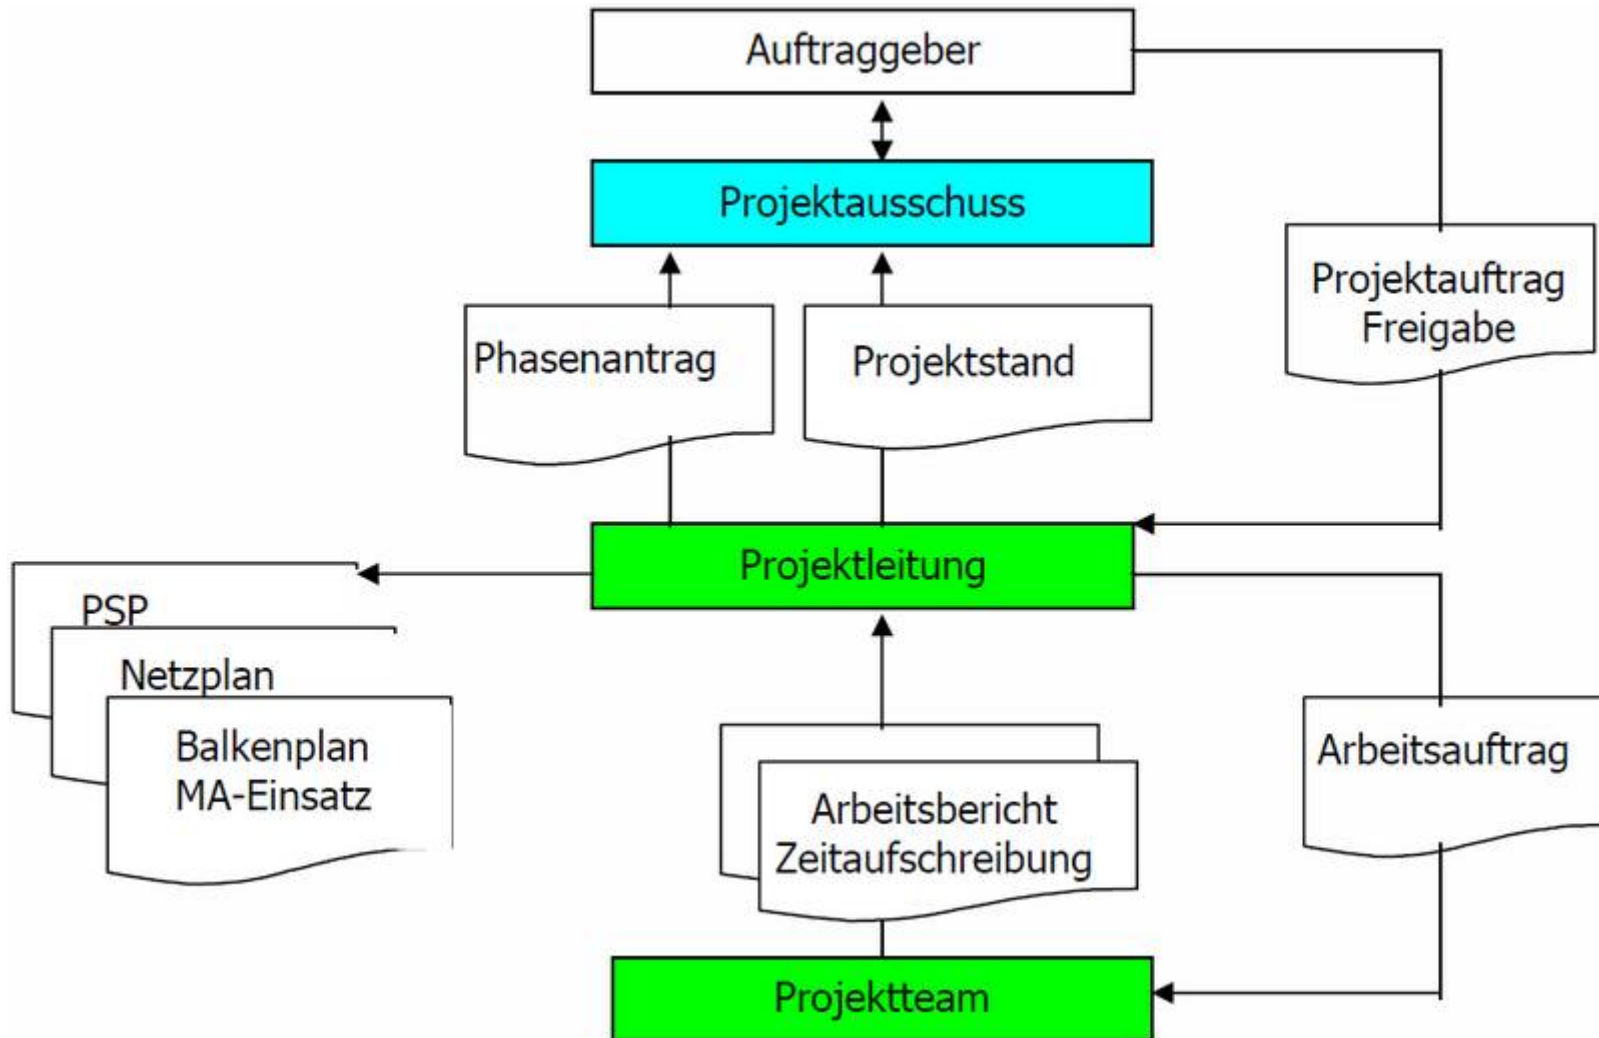 Auftraggeber
Projektausschuss
Projektauftrag
Freigabe
Phasenantrag
Projektstand
Projektleitung
PSP
Netzplan
Balkenplan
MA-Einsatz
Arbeitsbericht
Zeitaufschreibung
Arbeitsauftrag
Projektteam